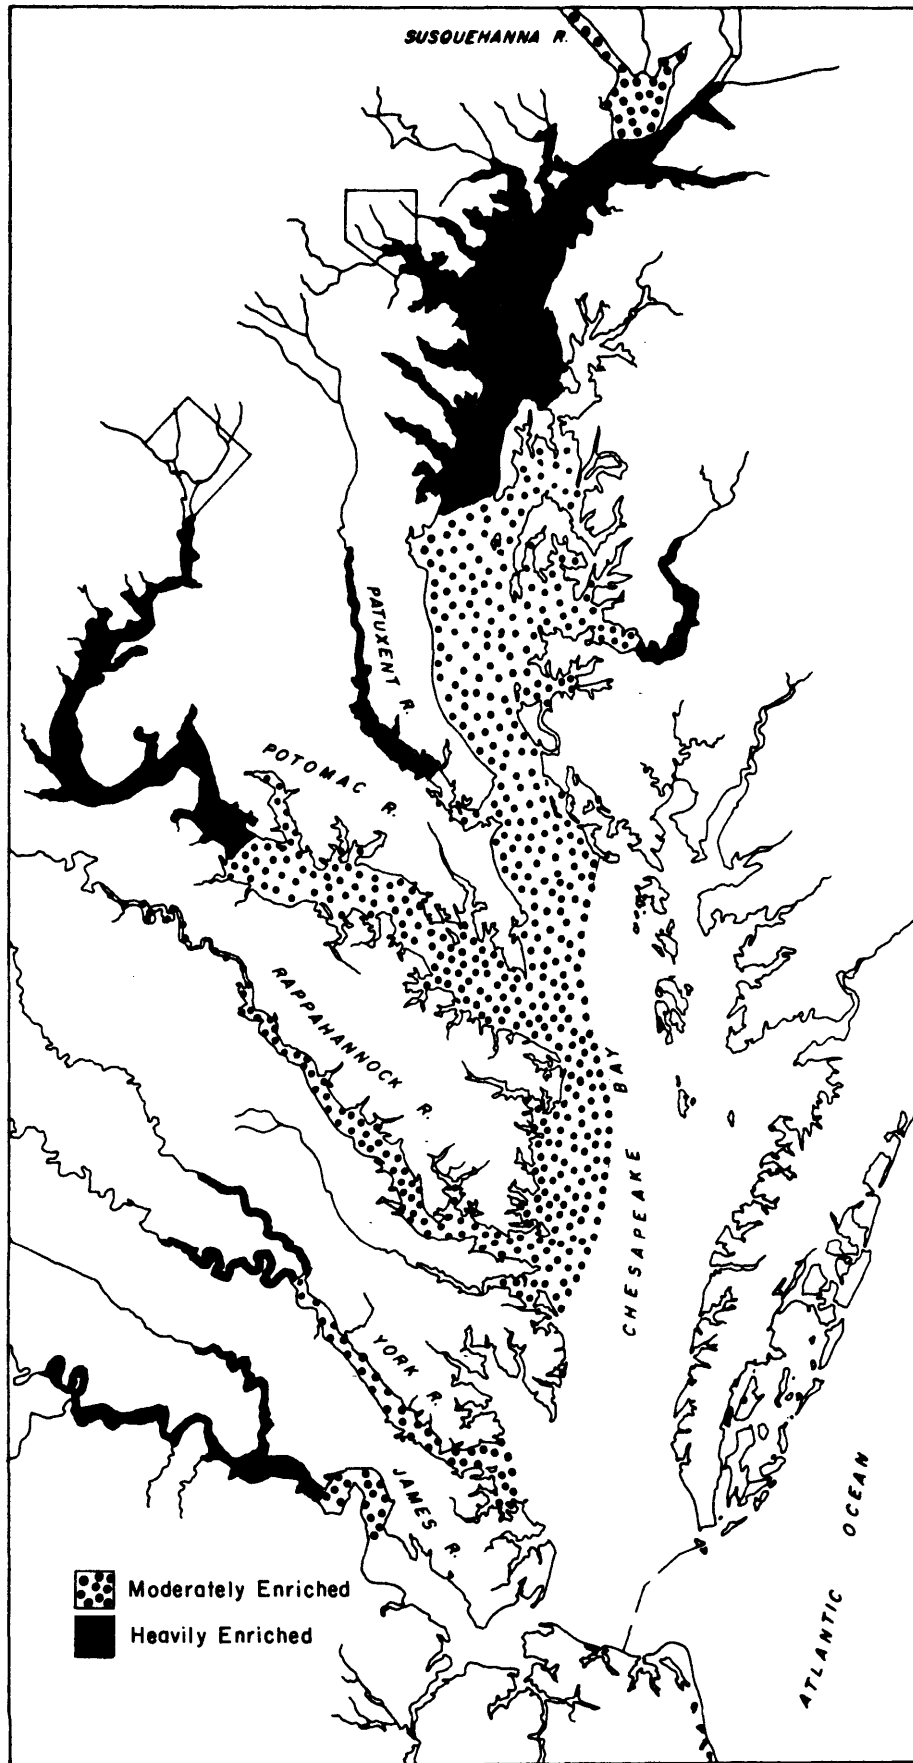 SUSQUEHANNA R.
PATUXENT R.
POTOMAC R.
RAPPAHANNOCK R.
CHESAPEAKE BAY
YORK R.
JAMES R.
ATLANTIC OCEAN
Moderately Enriched
Heavily Enriched